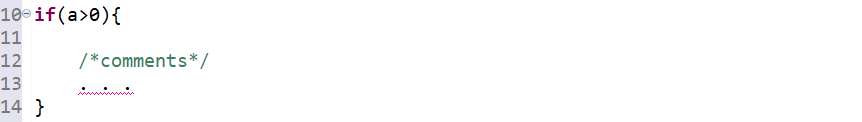 10 if(a>0){
11
12 /*comments*/
13 . . .
14 }